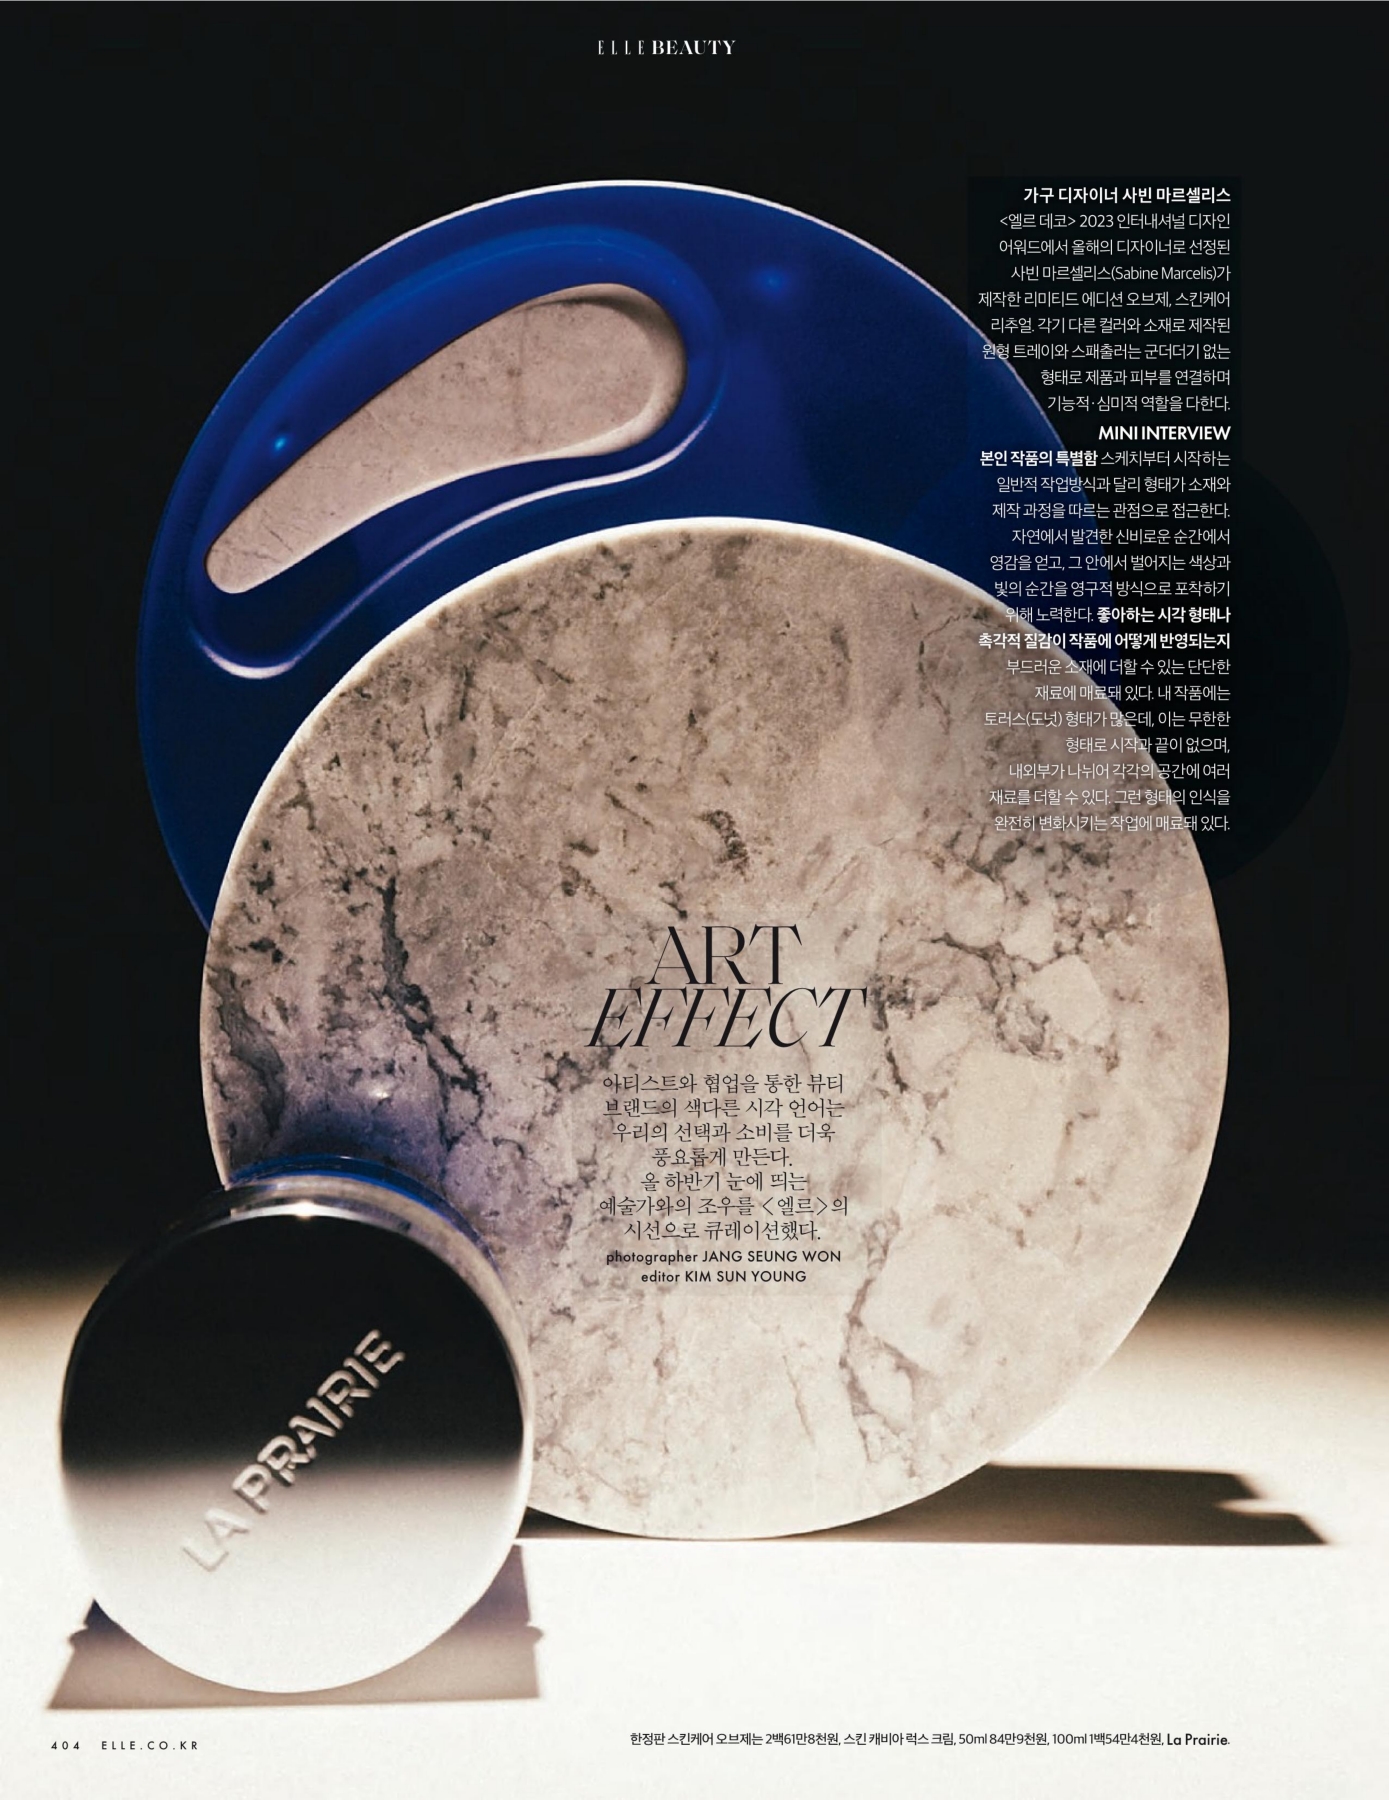 ELLE BEAUTY
가구 디자이너 사빈 마르셀리스
<엘르 데코> 2023 인터내셔널 디자인
어워드에서 올해의 디자이너로 선정된
사빈 마르셀리스(Sabine Marcelis)가
제작한 리미티드 에디션 오브제, 스킨케어
리추얼. 각기 다른 컬러와 소재로 제작된
원형 트레이와 스패출러는 군더더기 없는
형태로 제품과 피부를 연결하며
기능적·심미적 역할을 다한다.
MINI INTERVIEW
본인 작품의 특별함 스케치부터 시작하는
일반적 작업방식과 달리 형태가 소재와
제작 과정을 따르는 관점으로 접근한다.
자연에서 발견한 신비로운 순간에서
영감을 얻고, 그 안에서 벌어지는 색상과
빛의 순간을 영구적 방식으로 포착하기
위해 노력한다. 좋아하는 시각 형태나
촉각적 질감이 작품에 어떻게 반영되는지
부드러운 소재에 더할 수 있는 단단한
재료에 매료돼 있다. 내 작품에는
토러스(도넛) 형태가 많은데, 이는 무한한
형태로 시작과 끝이 없으며,
내외부가 나뉘어 각각의 공간에 여러
재료를 더할 수 있다. 그런 형태의 인식을
완전히 변화시키는 작업에 매료돼 있다.
ART
EFFECT
아티스트와 협업을 통한 뷰티
브랜드의 색다른 시각 언어는
우리의 선택과 소비를 더욱
풍요롭게 만든다.
올 하반기 눈에 띄는
예술가와의 조우를 <엘르>의
시선으로 큐레이션했다.
photographer JANG SEUNG WON
editor KIM SUN YOUNG
LA PRAIRIE
한정판 스킨케어 오브제는 2백61만8천원, 스킨 캐비아 럭스 크림, 50ml 84만9천원, 100ml 1백54만4천원, La Prairie.
404 ELLE.CO.KR